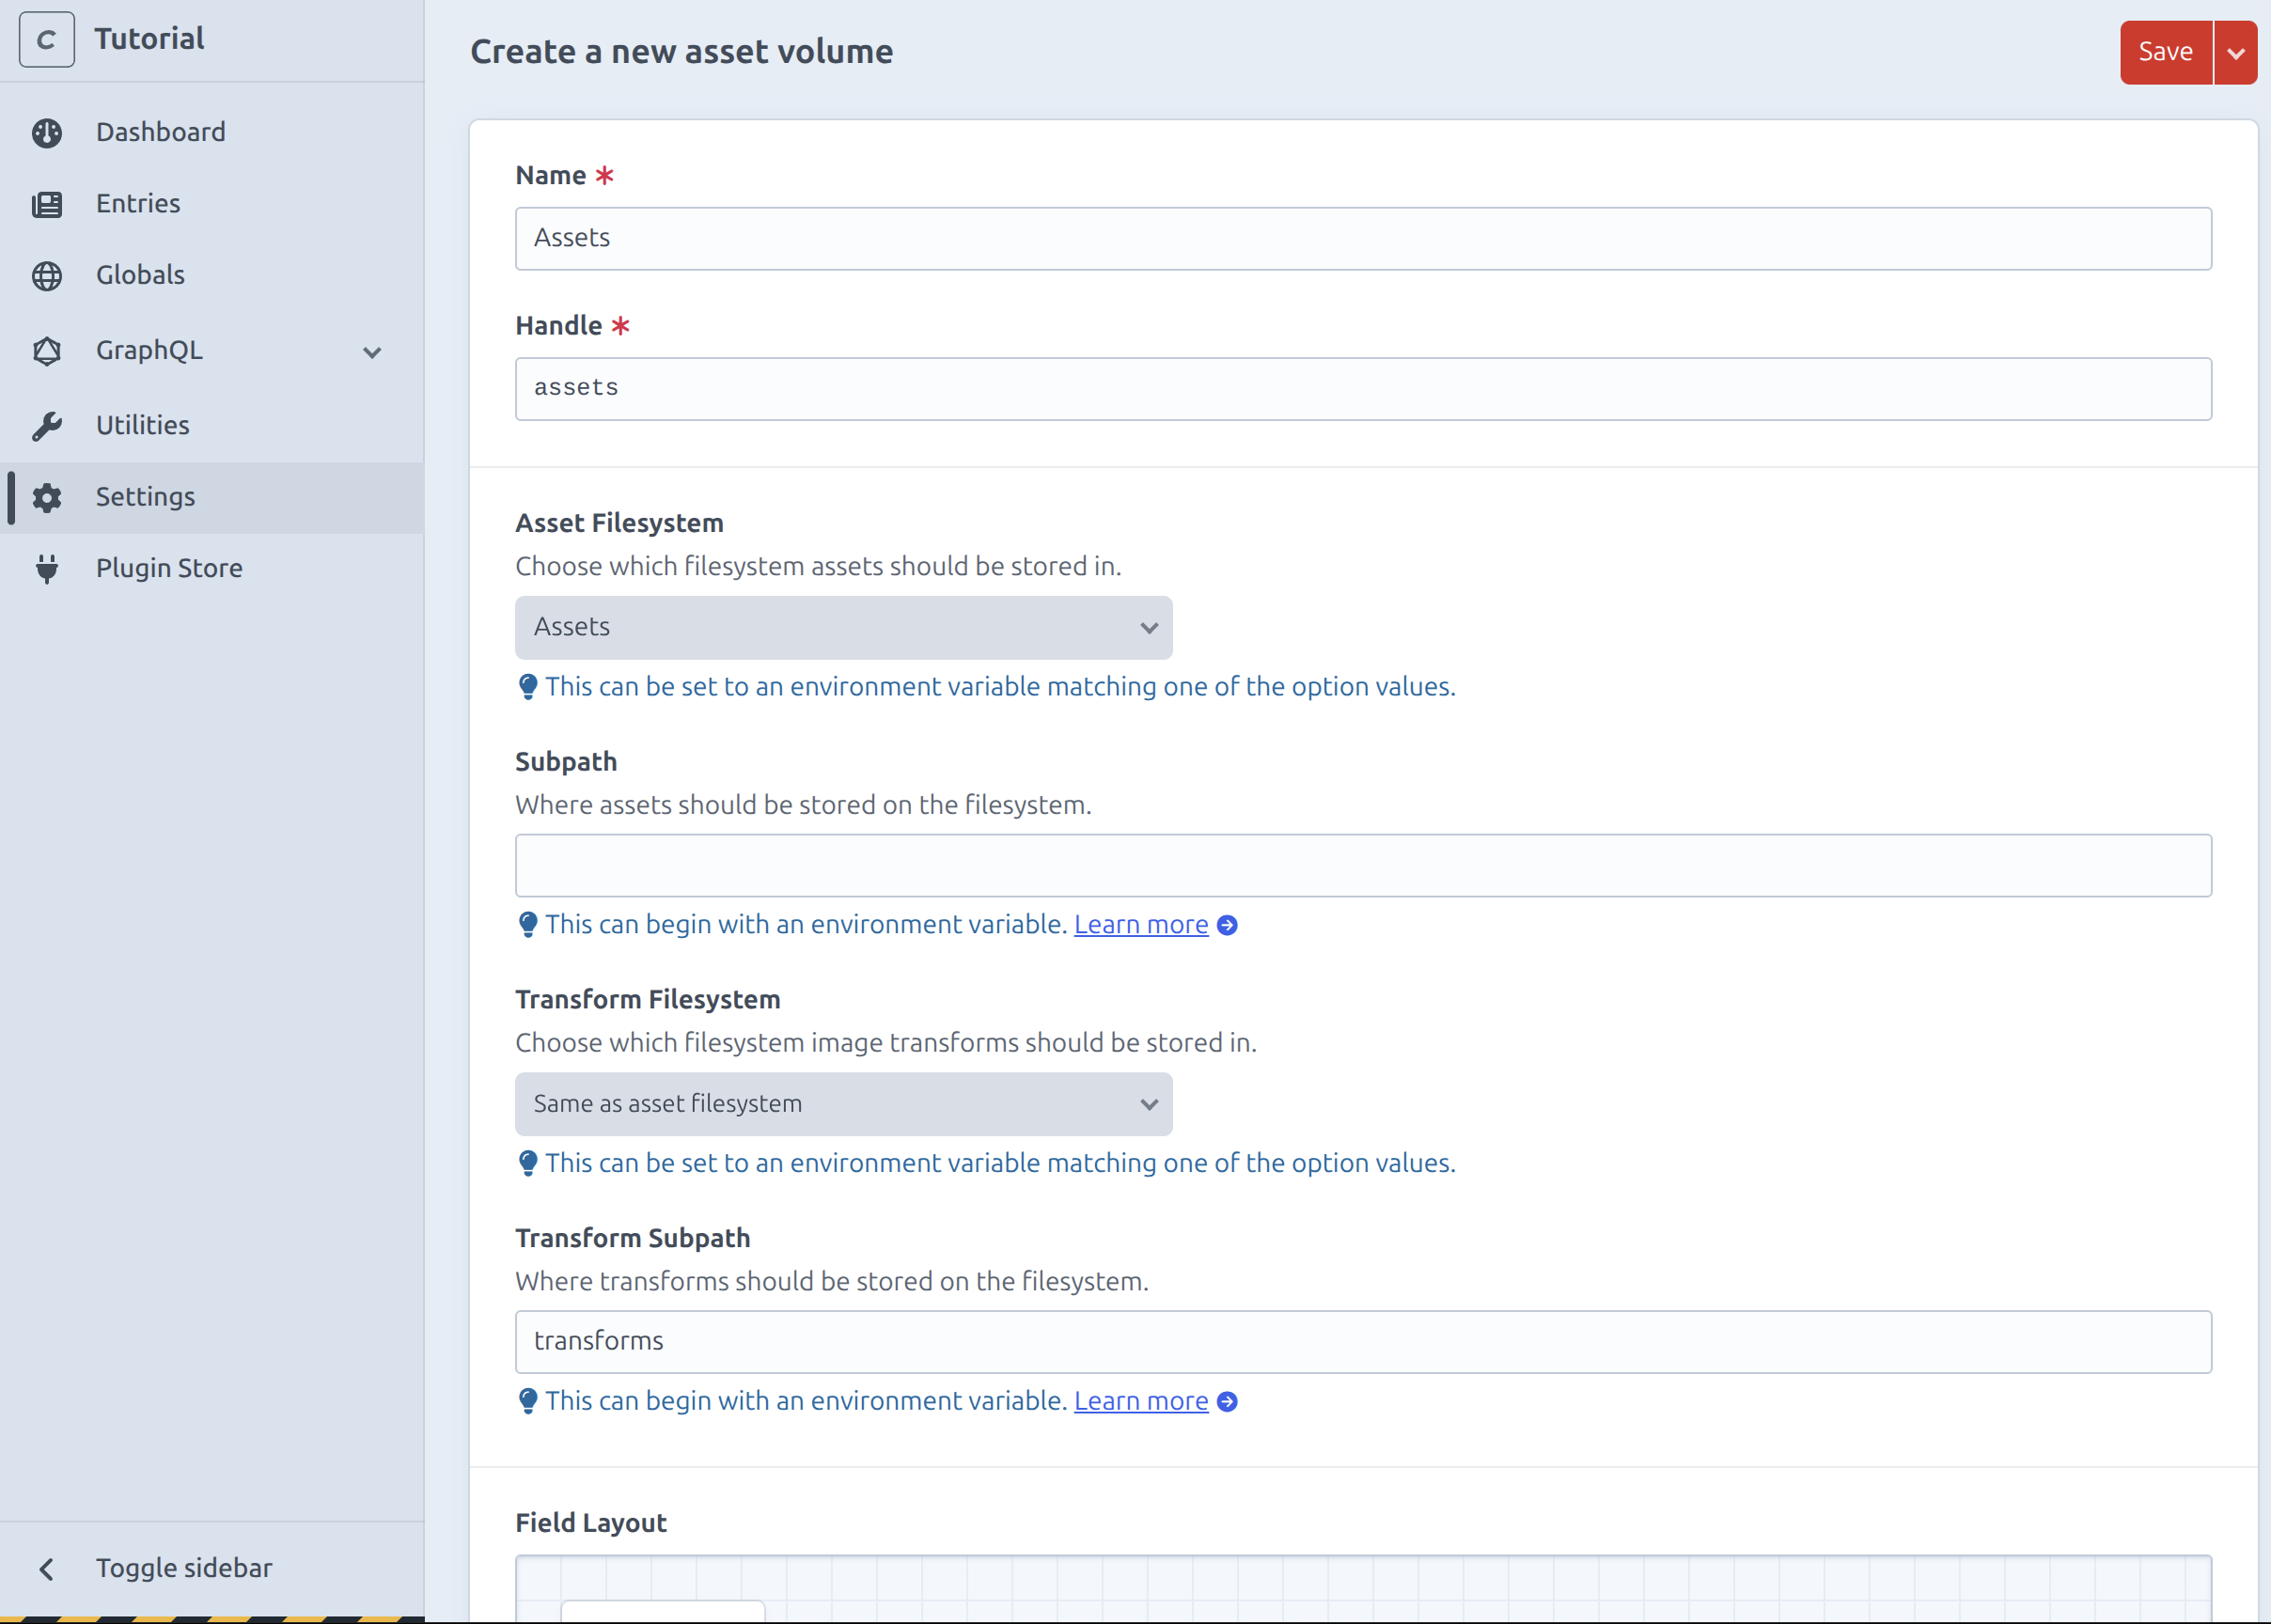 C Tutorial
Dashboard
Entries
Globals
GraphQL
Utilities
Settings
Plugin Store
Toggle sidebar
Create a new asset volume
Save
Name *
Assets
Handle *
assets
Asset Filesystem
Choose which filesystem assets should be stored in.
Assets
This can be set to an environment variable matching one of the option values.
Subpath
Where assets should be stored on the filesystem.
This can begin with an environment variable. Learn more
Transform Filesystem
Choose which filesystem image transforms should be stored in.
Same as asset filesystem
This can be set to an environment variable matching one of the option values.
Transform Subpath
Where transforms should be stored on the filesystem.
transforms
This can begin with an environment variable. Learn more
Field Layout